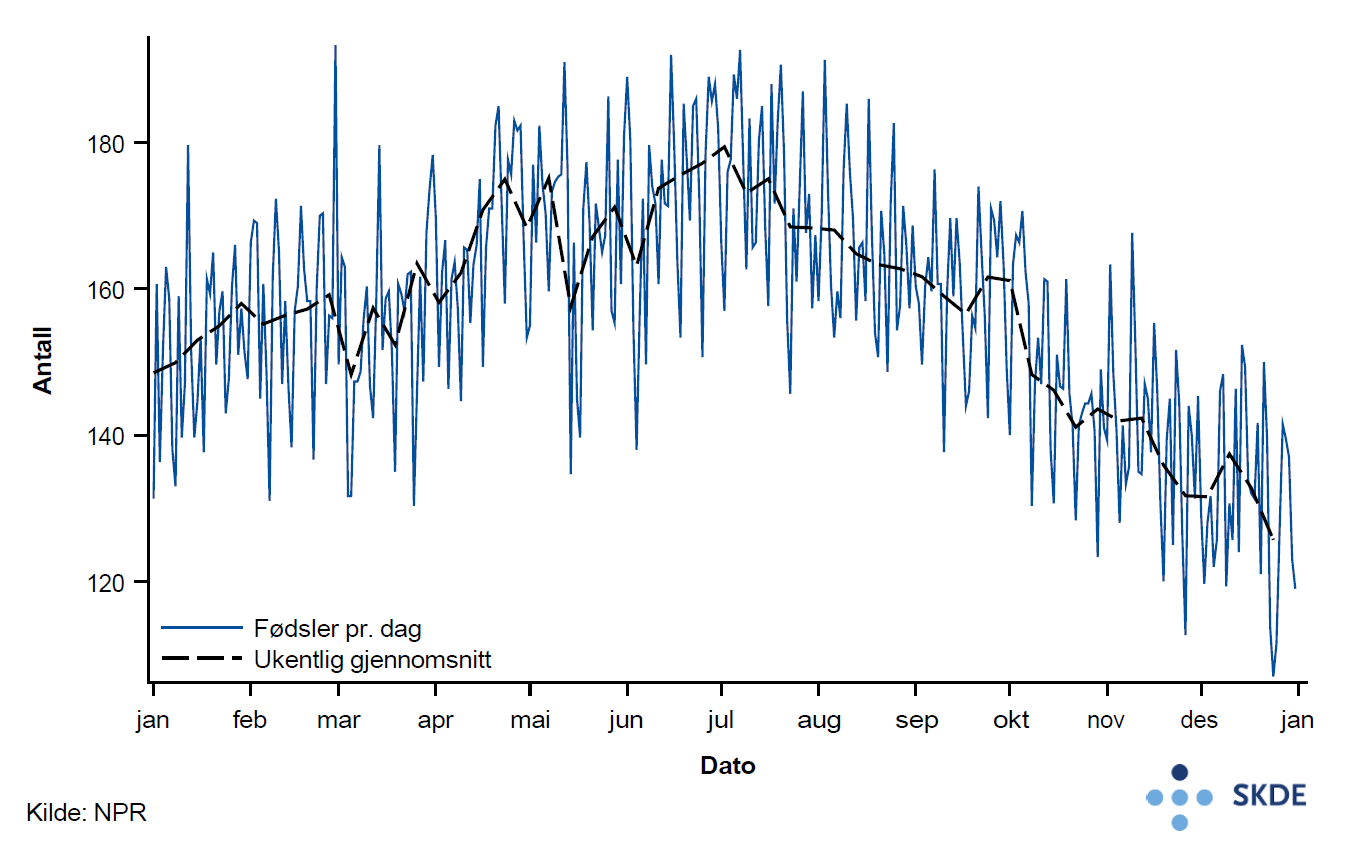 Antall
180
160
140
120
Fødsler pr. dag
Ukentlig gjennomsnitt
jan feb mar apr mai jun jul aug sep okt nov des jan
Dato
Kilde: NPR
SKDE